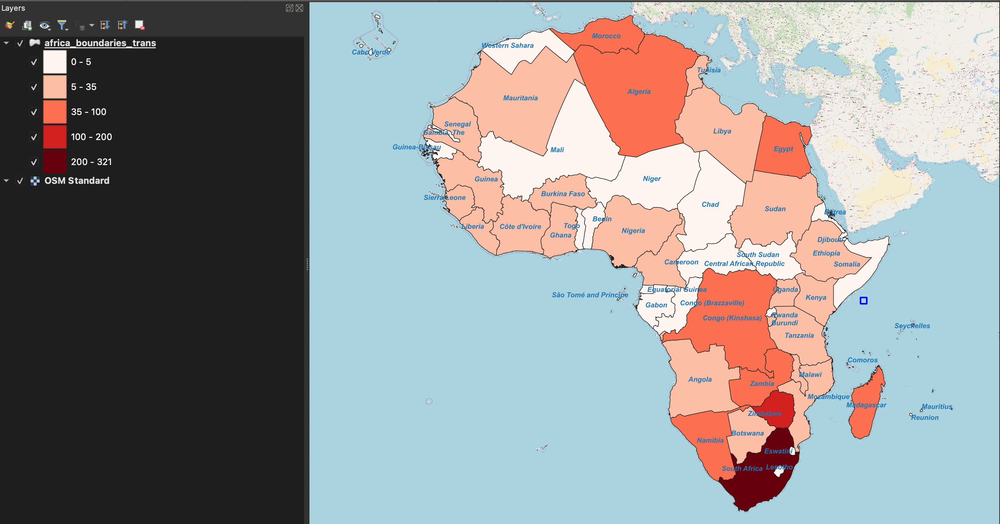 Layers
africa_boundaries_trans
0 - 5
5 - 35
35 - 100
100 - 200
200 - 321
OSM Standard
Morocco
Western Sahara
Cabo Verde
Tunisia
Algeria
Mauritania
Senegal
Gambia, The
Libya
Guinea-Bissau
Mali
Egypt
Guinea
Niger
Burkina Faso
Sierra Leone
Chad
Sudan
Eritrea
Benin
Liberia
Côte d'Ivoire
Togo
Nigeria
Ghana
Djibouti
South Sudan
Ethiopia
Cameroon
Central African Republic
Somalia
Equatorial Guinea
Uganda
São Tomé and Príncipe
Kenya
Gabon
Congo (Brazzaville)
Rwanda
Congo (Kinshasa)
Burundi
Seychelles
Tanzania
Comoros
Malawi
Angola
Zambia
Mozambique
Madagascar
Mauritius
Zimbabwe
Reunion
Botswana
Namibia
Eswatini
South Africa
Lesotho